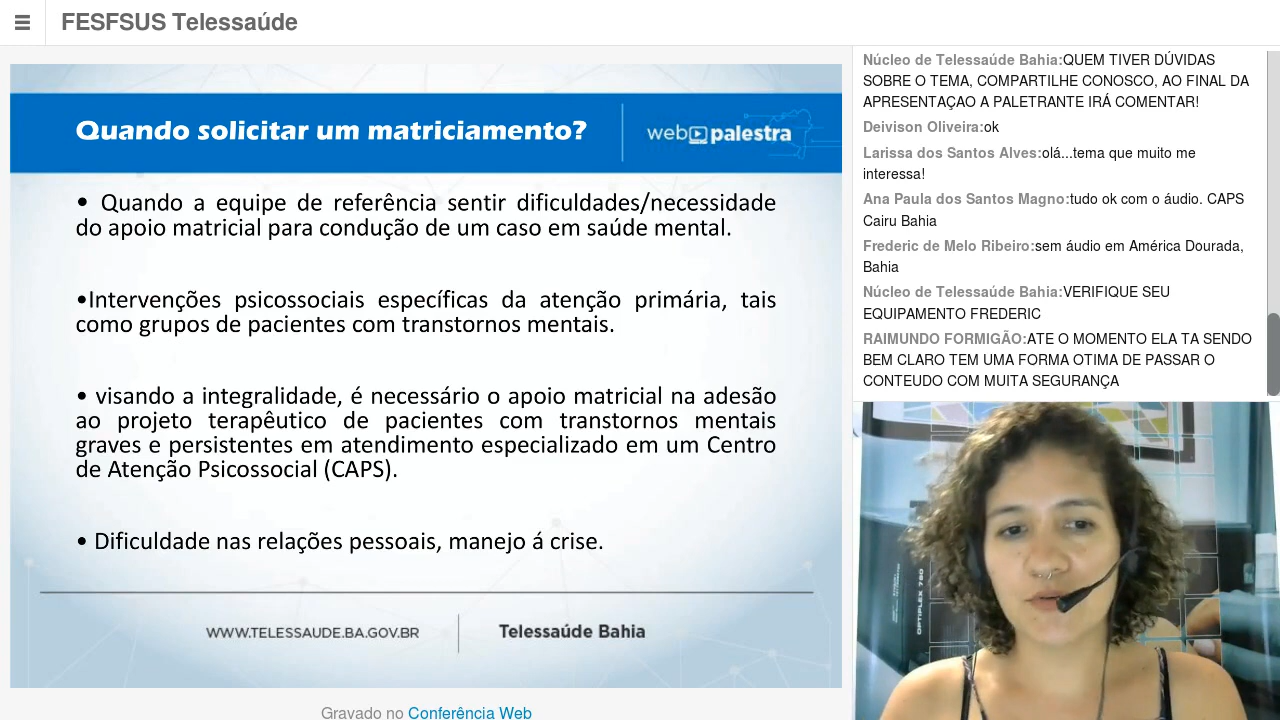 FESFSUS Telessaúde
Quando solicitar um matriciamento?
web palestra
• Quando a equipe de referência sentir dificuldades/necessidade
do apoio matricial para condução de um caso em saúde mental.
•Intervenções psicossociais específicas da atenção primária, tais
como grupos de pacientes com transtornos mentais.
• visando a integralidade, é necessário o apoio matricial na adesão
ao projeto terapêutico de pacientes com transtornos mentais
graves e persistentes em atendimento especializado em um Centro
de Atenção Psicossocial (CAPS).
• Dificuldade nas relações pessoais, manejo á crise.
WWW.TELESSAUDE.BA.GOV.BR
Telessaúde Bahia
Gravado no Conferência Web
Núcleo de Telessaúde Bahia:QUEM TIVER DÚVIDAS
SOBRE O TEMA, COMPARTILHE CONOSCO, AO FINAL DA
APRESENTAÇAO A PALETRANTE IRÁ COMENTAR!
Deivison Oliveira:ok
Larissa dos Santos Alves:olá...tema que muito me
interessa!
Ana Paula dos Santos Magno:tudo ok com o áudio. CAPS
Cairu Bahia
Frederic de Melo Ribeiro:sem áudio em América Dourada,
Bahia
Núcleo de Telessaúde Bahia:VERIFIQUE SEU
EQUIPAMENTO FREDERIC
RAIMUNDO FORMIGÃO:ATE O MOMENTO ELA TA SENDO
BEM CLARO TEM UMA FORMA OTIMA DE PASSAR O
CONTEUDO COM MUITA SEGURANÇA
OPTIPLEX 780